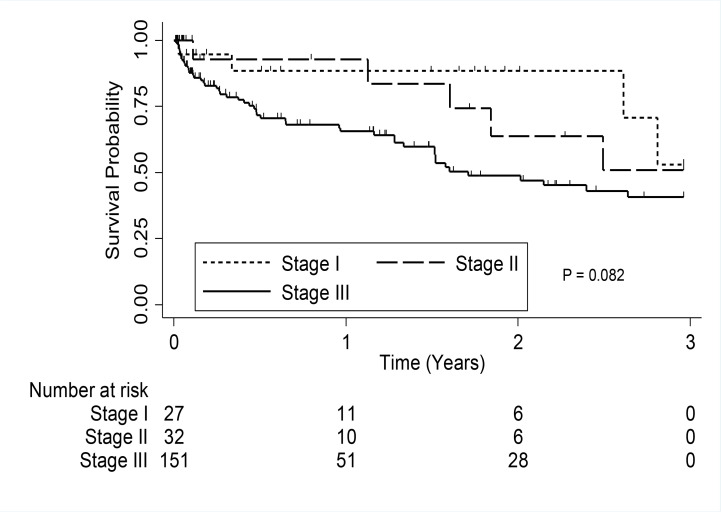 Survival Probability
1.00
0.75
0.50
0.25
0.00
Stage I Stage II
Stage III
P = 0.082
0 1 2 3
Time (Years)
Number at risk
Stage I 27 11 6 0
Stage II 32 10 6 0
Stage III 151 51 28 0